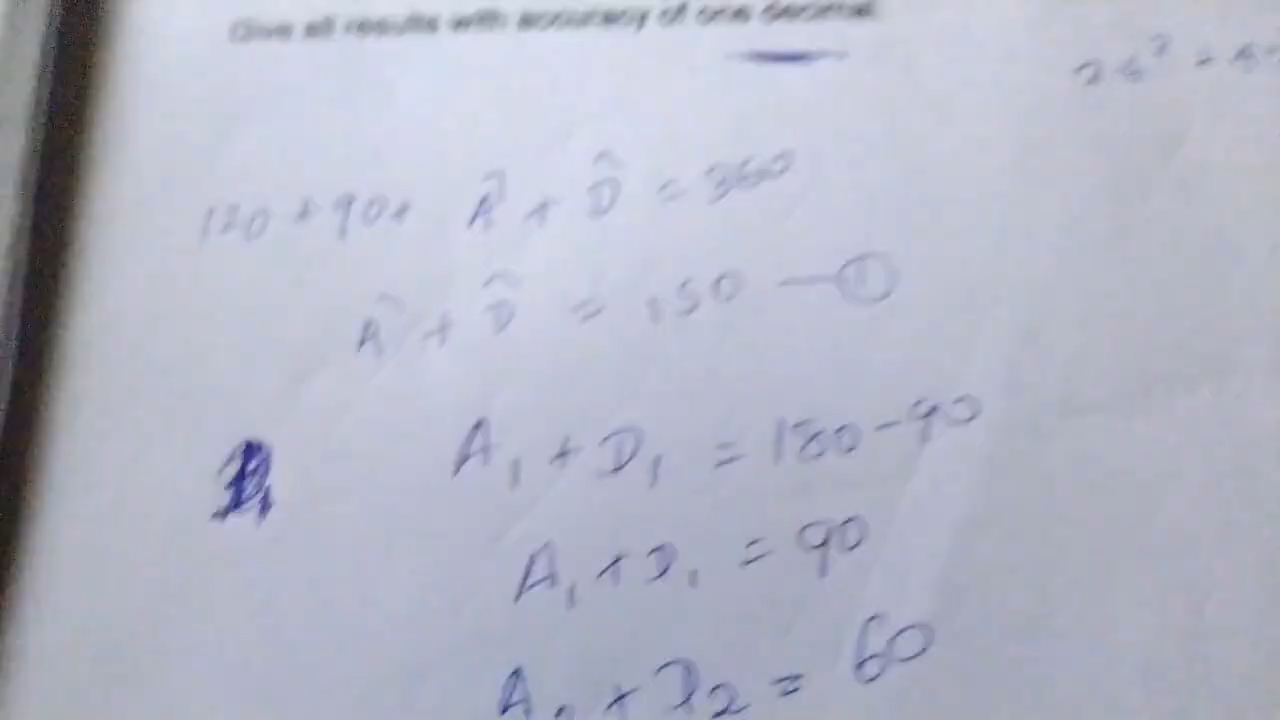 Give all results with accuracy of one decimal.
120 + 90 + Â + D̂ = 360
Â + D̂ = 150 — ①
A₁ + D₁ = 180 - 90
A₁ + D₁ = 90
A₂ + D₂ = 60